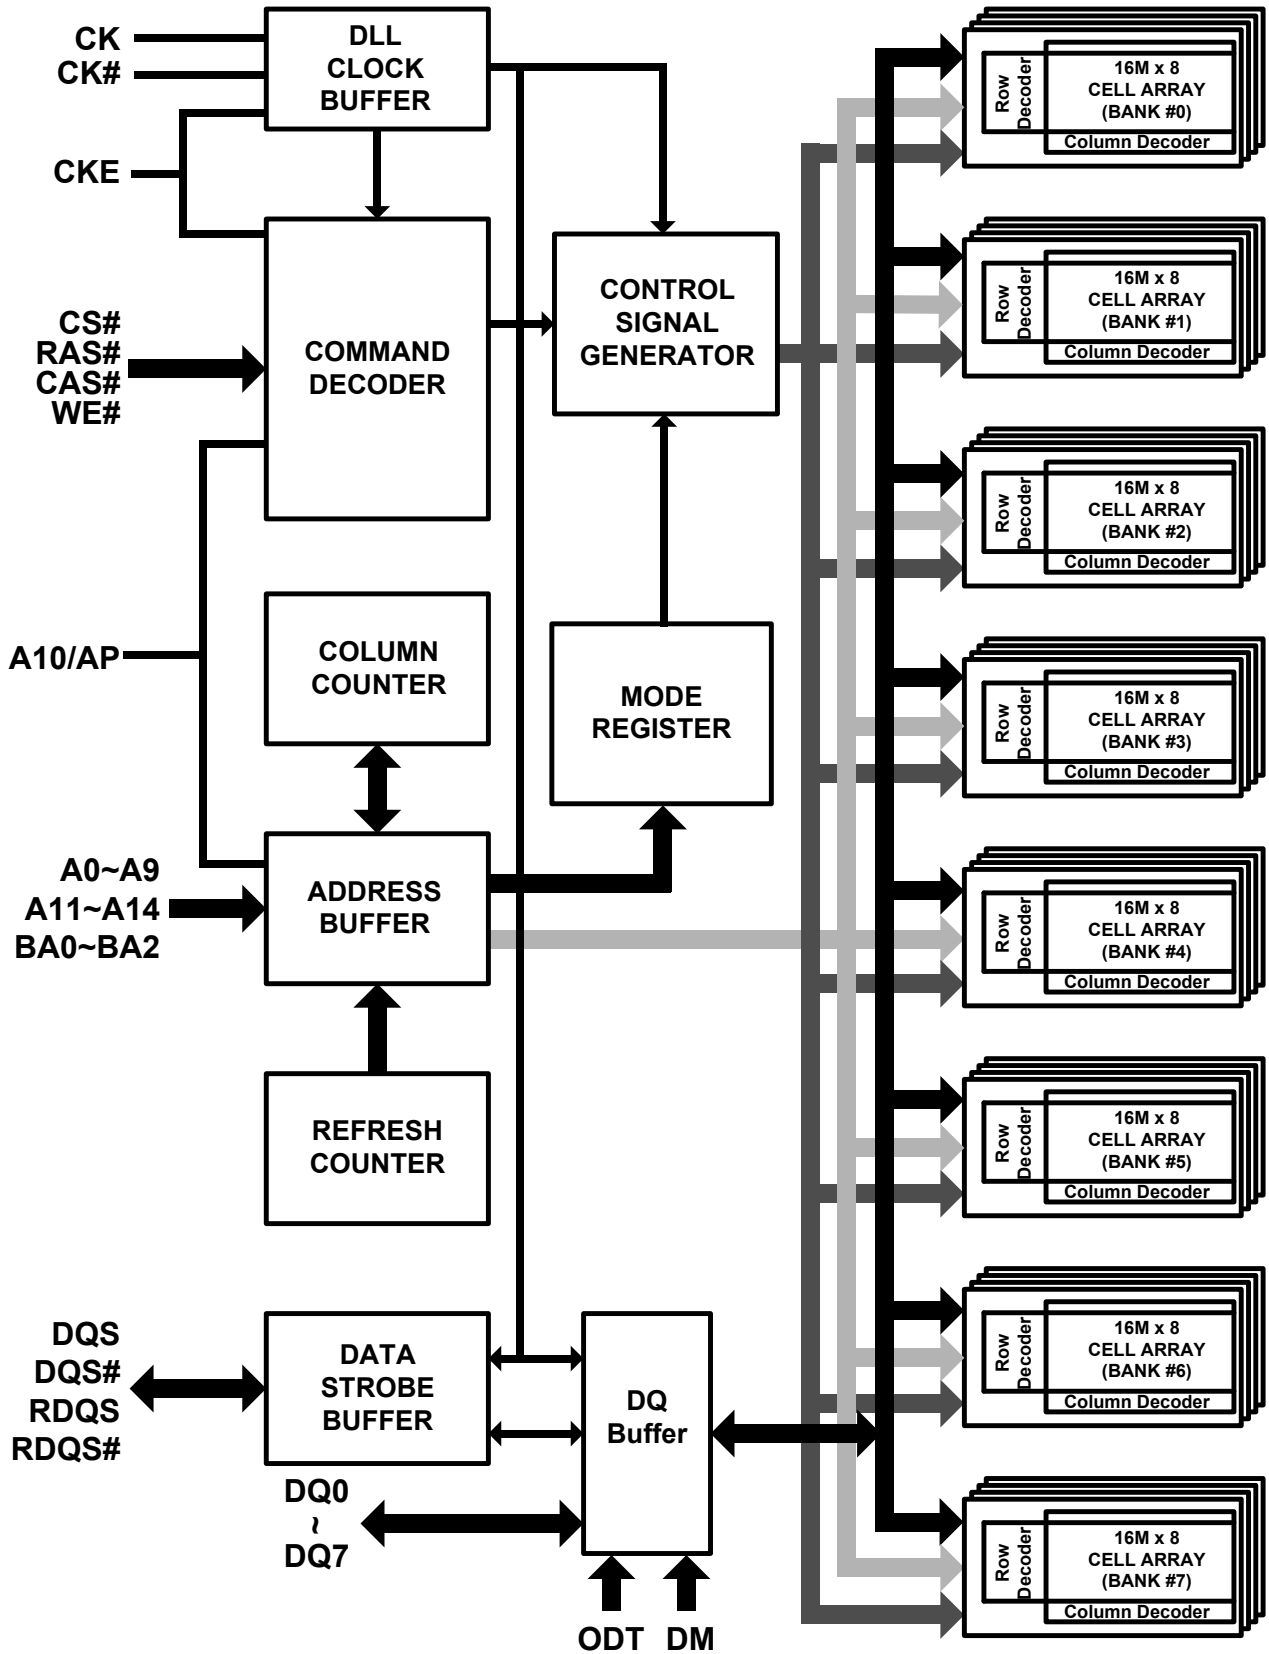 CK
CK#
CKE
CS#
RAS#
CAS#
WE#
A10/AP
A0~A9
A11~A14
BA0~BA2
DQS
DQS#
RDQS
RDQS#
DQ0
~
DQ7
ODT DM
DLL
CLOCK
BUFFER
COMMAND
DECODER
CONTROL
SIGNAL
GENERATOR
COLUMN
COUNTER
MODE
REGISTER
ADDRESS
BUFFER
REFRESH
COUNTER
DATA
STROBE
BUFFER
DQ
Buffer
Row
Decoder
16M x 8
CELL ARRAY
(BANK #0)
Column Decoder
Row
Decoder
16M x 8
CELL ARRAY
(BANK #1)
Column Decoder
Row
Decoder
16M x 8
CELL ARRAY
(BANK #2)
Column Decoder
Row
Decoder
16M x 8
CELL ARRAY
(BANK #3)
Column Decoder
Row
Decoder
16M x 8
CELL ARRAY
(BANK #4)
Column Decoder
Row
Decoder
16M x 8
CELL ARRAY
(BANK #5)
Column Decoder
Row
Decoder
16M x 8
CELL ARRAY
(BANK #6)
Column Decoder
Row
Decoder
16M x 8
CELL ARRAY
(BANK #7)
Column Decoder